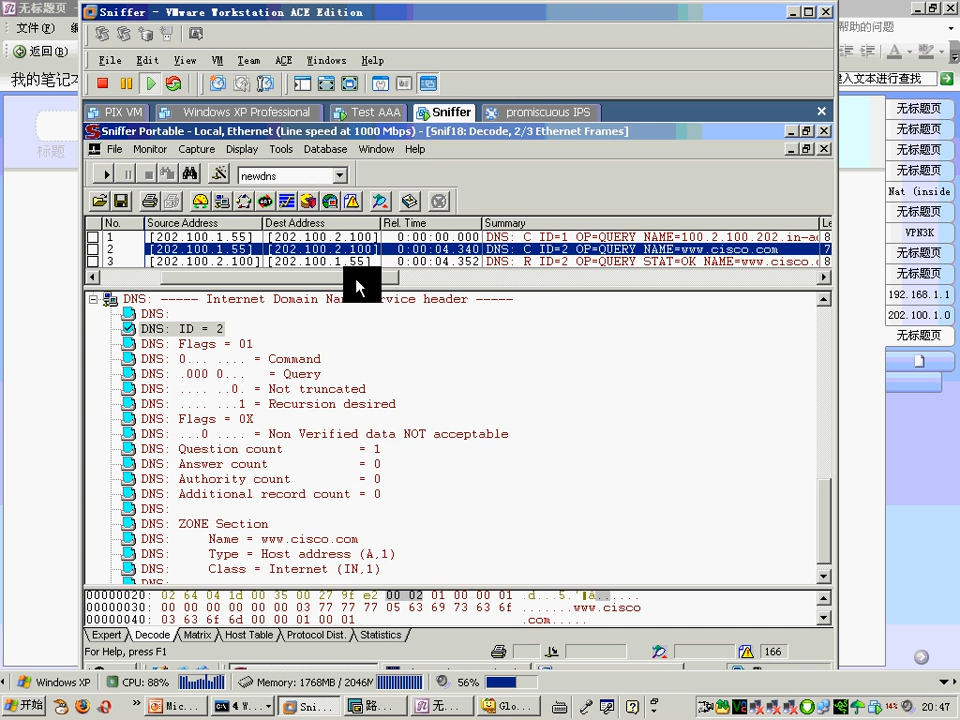 无标题页
文件(F)
返回(B)
我的笔记本
标题
Sniffer - VMware Workstation ACE Edition
File Edit View VM Team ACE Windows Help
帮助的问题
键入文本进行查找
PIX VM Windows XP Professional Test AAA Sniffer promiscuous IPS
Sniffer Portable - Local, Ethernet (Line speed at 1000 Mbps) - [Snif18: Decode, 2/3 Ethernet Frames]
File Monitor Capture Display Tools Database Window Help
newdns
No. Source Address Dest Address Rel. Time Summary Le
1 [202.100.1.55] [202.100.2.100] 0:00:00.000 DNS: C ID=1 OP=QUERY NAME=100.2.100.202.in-ad 8
2 [202.100.1.55] [202.100.2.100] 0:00:04.340 DNS: C ID=2 OP=QUERY NAME=www.cisco.com 7
3 [202.100.2.100] [202.100.1.55] 0:00:04.352 DNS: R ID=2 OP=QUERY STAT=OK NAME=www.cisco.c 8
DNS: ----- Internet Domain Name service header -----
DNS:
DNS: ID = 2
DNS: Flags = 01
DNS: 0... .... = Command
DNS: .000 0... = Query
DNS: .... ..0. = Not truncated
DNS: .... ...1 = Recursion desired
DNS: Flags = 0X
DNS: ...0 .... = Non Verified data NOT acceptable
DNS: Question count = 1
DNS: Answer count = 0
DNS: Authority count = 0
DNS: Additional record count = 0
DNS:
DNS: ZONE Section
DNS: Name = www.cisco.com
DNS: Type = Host address (A,1)
DNS: Class = Internet (IN,1)
DNS:
00000020: 02 64 04 1d 00 35 00 27 9f e2 00 02 01 00 00 01
00000030: 00 00 00 00 00 00 03 77 77 77 05 63 69 73 63 6f .......www.cisco
00000040: 03 63 6f 6d 00 00 01 00 01 .com.....
Expert Decode Matrix Host Table Protocol Dist. Statistics
For Help, press F1
166
无标题页
无标题页
无标题页
无标题页
Nat (inside
无标题页
VPN3K
无标题页
无标题页
192.168.1.1
202.100.1.0
无标题页
Windows XP CPU: 88% Memory: 1768MB / 2046M 56%
开始 Mic... 4 W... Sni... 路... 无... Glo... 14% 20:47